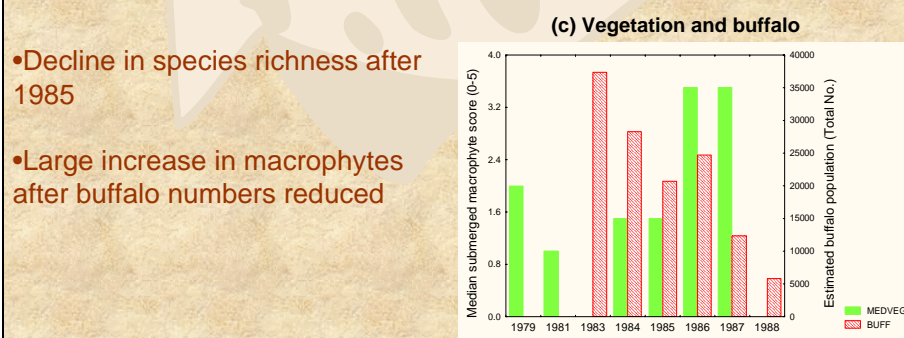 •Decline in species richness after
1985
•Large increase in macrophytes
after buffalo numbers reduced
(c) Vegetation and buffalo
Median submerged macrophyte score (0-5)
4.0
3.2
2.4
1.6
0.8
0.0
1979 1981 1983 1984 1985 1986 1987 1988
40000
35000
30000
25000
20000
15000
10000
5000
0
Estimated buffalo population (Total No.)
MEDVEG
BUFF